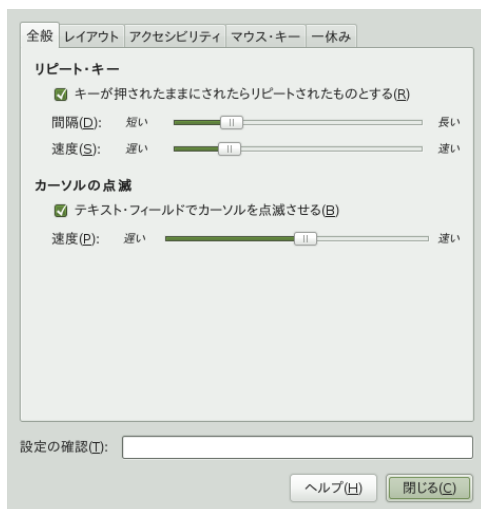 全般 レイアウト アクセシビリティ マウス・キー 一休み
リピート・キー
キーが押されたままにされたらリピートされたものとする(R)
間隔(D): 短い 長い
速度(S): 遅い 速い
カーソルの点滅
テキスト・フィールドでカーソルを点滅させる(B)
速度(P): 遅い 速い
設定の確認(T):
ヘルプ(H) 閉じる(C)